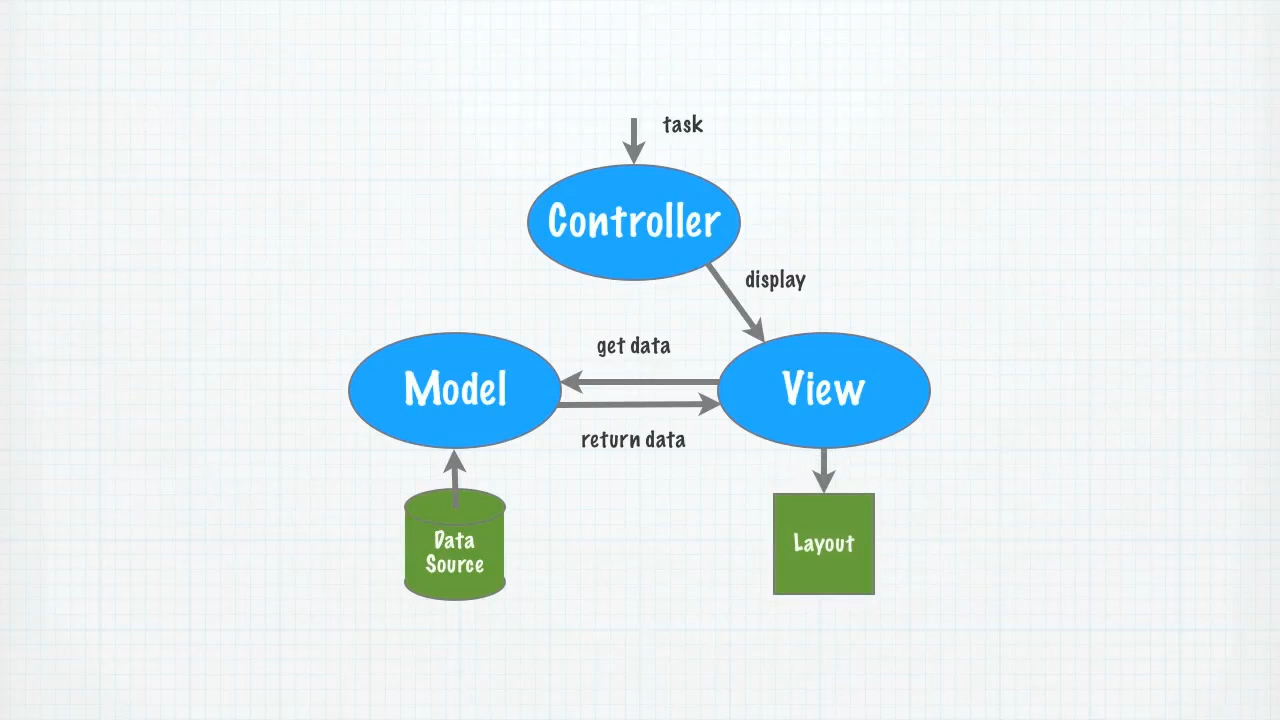 task
Controller
display
get data
Model
View
return data
Data
Source
Layout